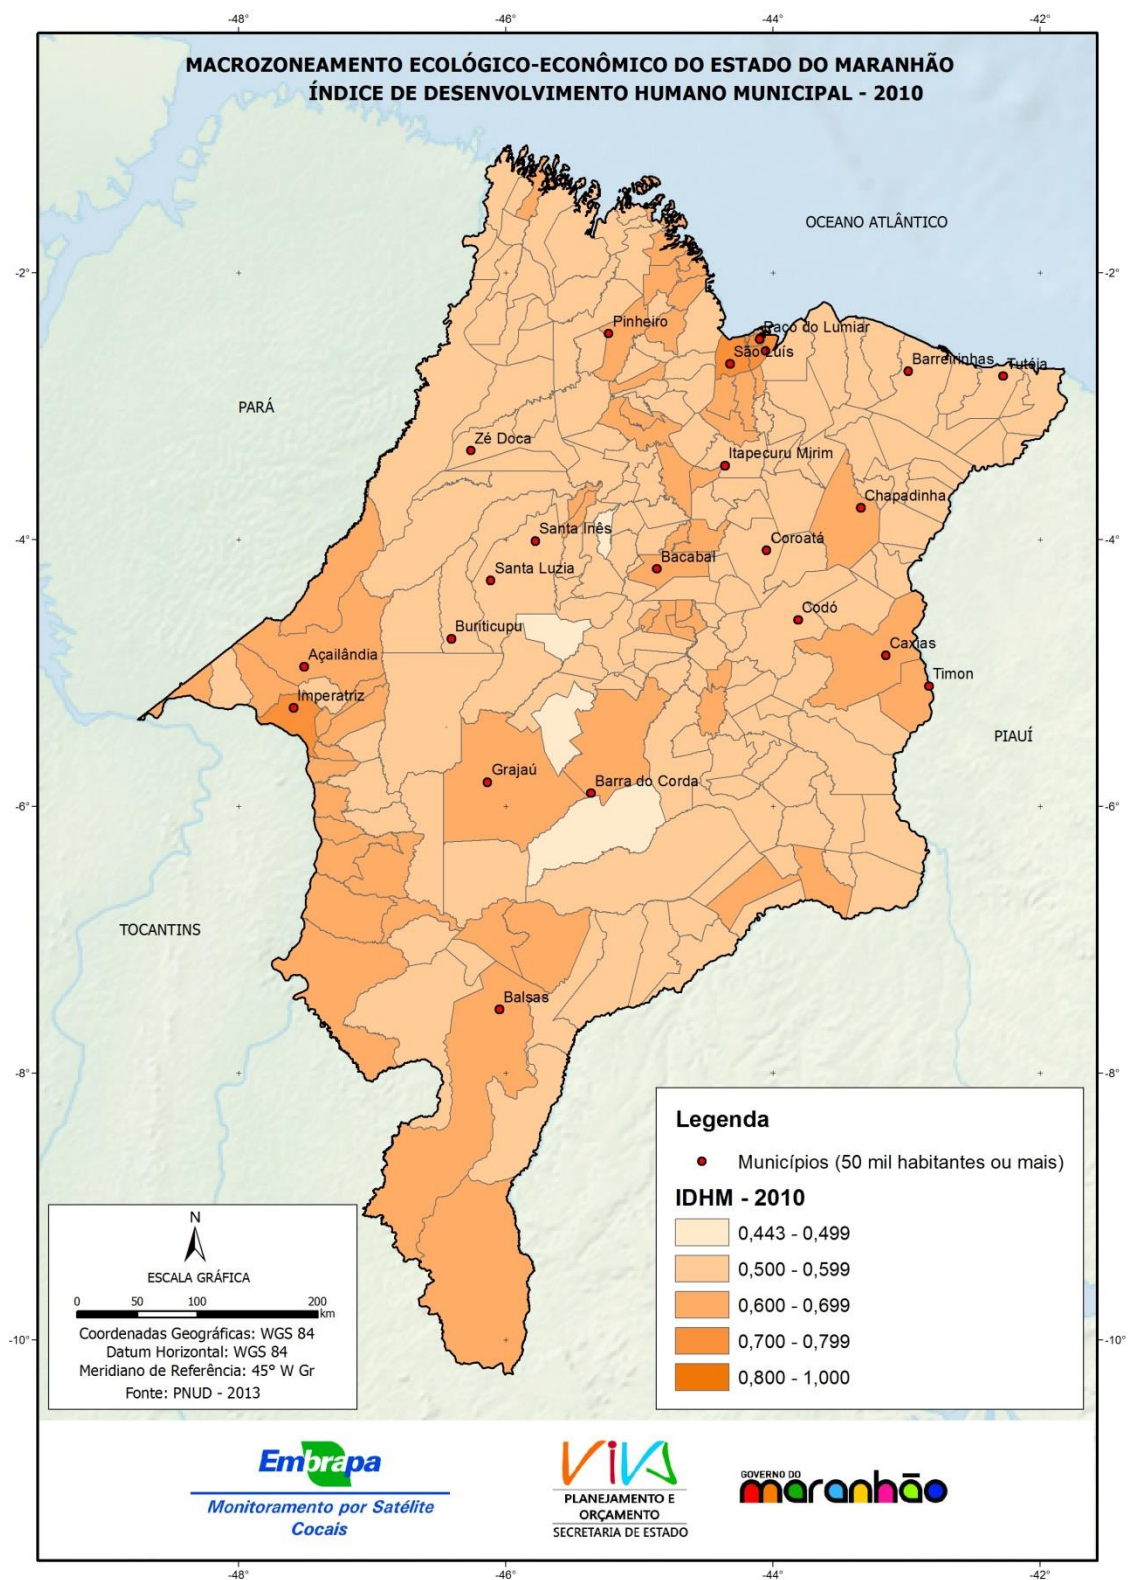 -48
-46
-44
-42
MACROZONEAMENTO ECOLÓGICO-ECONÔMICO DO ESTADO DO MARANHÃO
ÍNDICE DE DESENVOLVIMENTO HUMANO MUNICIPAL - 2010
OCEANO ATLÂNTICO
-2°
-2°
Pinheiro
Paço do Lumiar
São Luís
Barreirinhas
Tutóia
PARÁ
Zé Doca
Itapecuru Mirim
Chapadinha
Santa Inês
Coroatá
-4°
-4°
Bacabal
Santa Luzia
Codó
Buriticupu
Caxias
Açailândia
Timon
Imperatriz
PIAUÍ
Grajaú
Barra do Corda
-6°
-6°
TOCANTINS
Balsas
-8°
-8°
Legenda
Municípios (50 mil habitantes ou mais)
IDHM - 2010
0,443 - 0,499
0,500 - 0,599
0,600 - 0,699
0,700 - 0,799
0,800 - 1,000
N
ESCALA GRÁFICA
0 50 100 200
km
Coordenadas Geográficas: WGS 84
Datum Horizontal: WGS 84
Meridiano de Referência: 45° W Gr
Fonte: PNUD - 2013
-10°
-10°
Embrapa
Monitoramento por Satélite
Cocais
VIVA
PLANEJAMENTO E
ORÇAMENTO
SECRETARIA DE ESTADO
GOVERNO DO
maranhão
-48
-46
-44
-42